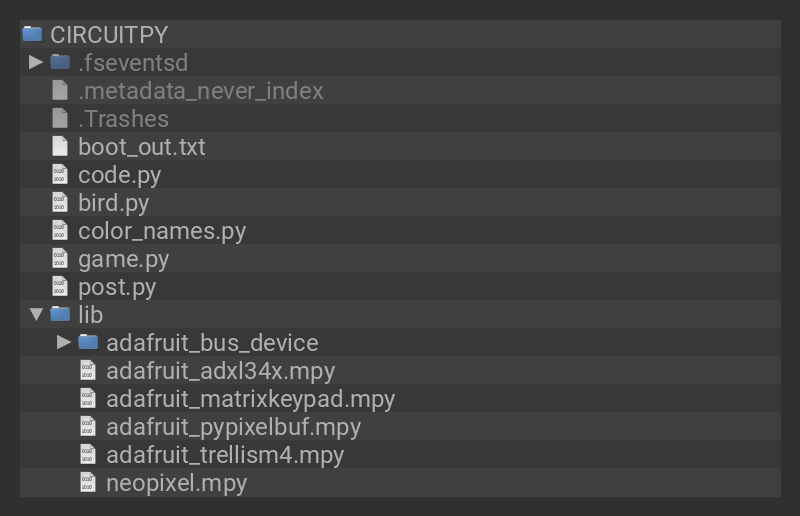 CIRCUITPY
.fseventsd
.metadata_never_index
.Trashes
boot_out.txt
code.py
bird.py
color_names.py
game.py
post.py
lib
adafruit_bus_device
adafruit_adxl34x.mpy
adafruit_matrixkeypad.mpy
adafruit_pypixelbuf.mpy
adafruit_trellism4.mpy
neopixel.mpy